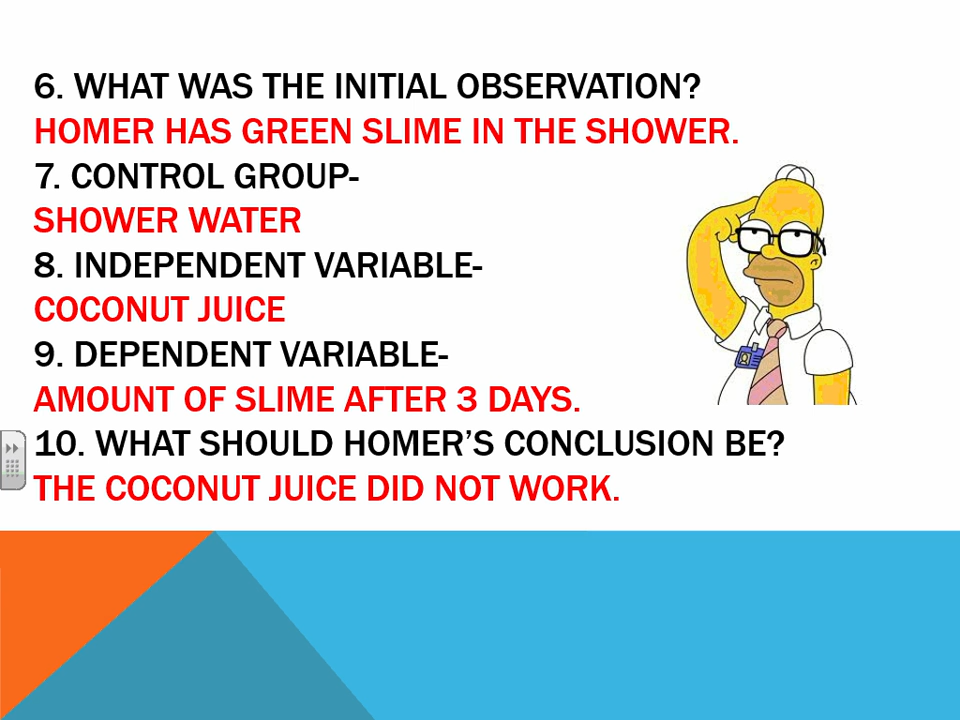 6. WHAT WAS THE INITIAL OBSERVATION?
HOMER HAS GREEN SLIME IN THE SHOWER.
7. CONTROL GROUP-
SHOWER WATER
8. INDEPENDENT VARIABLE-
COCONUT JUICE
9. DEPENDENT VARIABLE-
AMOUNT OF SLIME AFTER 3 DAYS.
10. WHAT SHOULD HOMER’S CONCLUSION BE?
THE COCONUT JUICE DID NOT WORK.